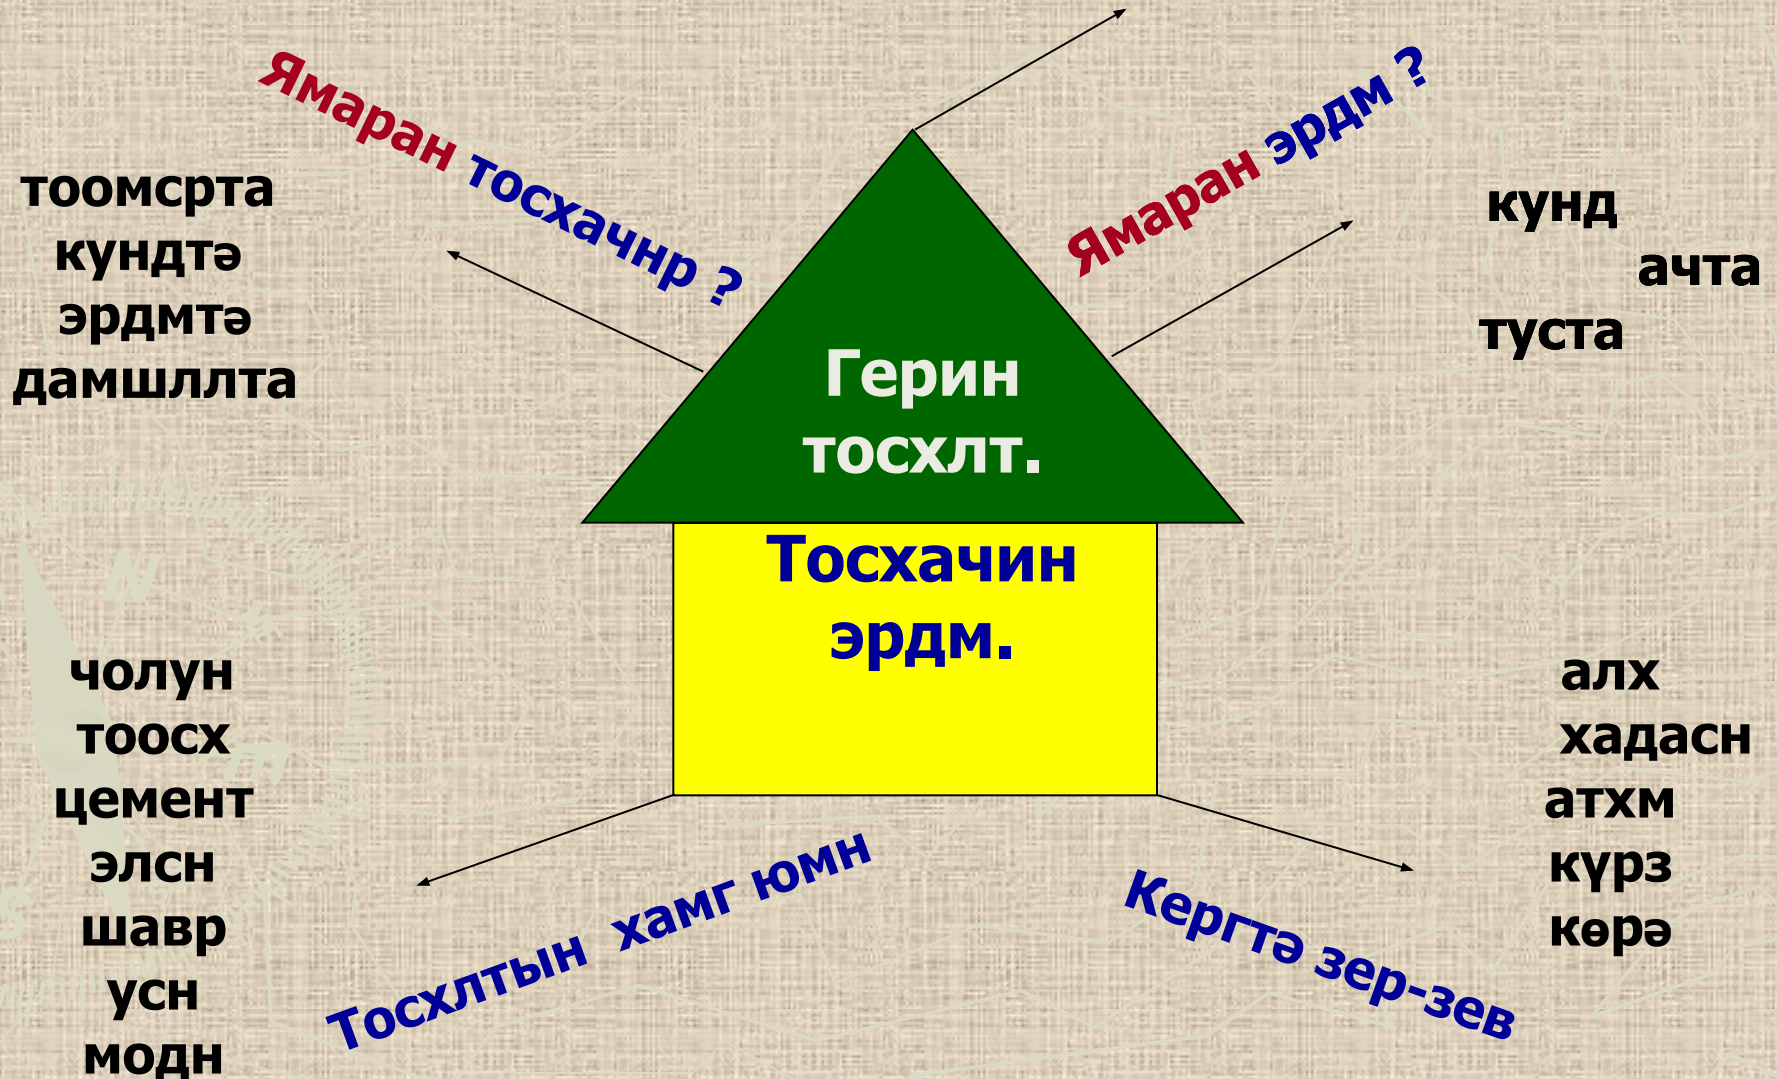 Ямаран тосхачнр ?
тоомсрта
кундтә
эрдмтә
дамшллта
Ямаран эрдм ?
кунд
ачта
туста
Герин
тосхлт.
Тосхачин
эрдм.
чолун
тоосх
цемент
элсн
шавр
усн
модн
Тосхлтын хамг юмн
алх
хадасн
атхм
күрз
көрә
Кергтә зер-зев
N
m
S